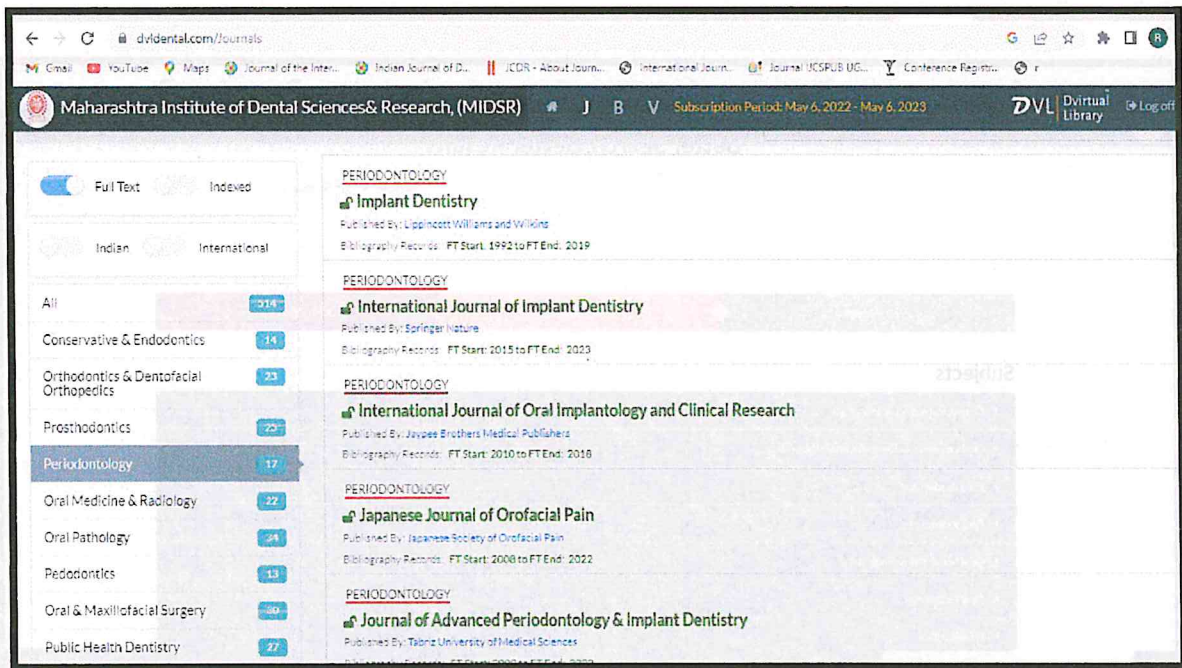 dvldental.com/Journals
G
R
Gmail YouTube Maps Journal of the Inter... Indian Journal of D... JCDR - About Journ... International Journ... Journal IJCSPUB UG... Conference Registr... r
Maharashtra Institute of Dental Sciences& Research, (MIDSR) J B V Subscription Period: May 6, 2022 - May 6, 2023 DVL Dvirtual Library Log off
Full Text Indexed
Indian International
All 514
Conservative & Endodontics 14
Orthodontics & Dentofacial 23
Orthopedics
Prosthodontics 25
Periodontology 17
Oral Medicine & Radiology 22
Oral Pathology 34
Pedodontics 13
Oral & Maxillofacial Surgery
Public Health Dentistry 27
PERIODONTOLOGY
Implant Dentistry
Published By: Lippincott Williams and Wilkins
Bibliography Records: FT Start: 1992 to FT End: 2019
PERIODONTOLOGY
International Journal of Implant Dentistry
Published By: Springer Nature
Bibliography Records: FT Start: 2015 to FT End: 2023
PERIODONTOLOGY
International Journal of Oral Implantology and Clinical Research
Published By: Jaypee Brothers Medical Publishers
Bibliography Records: FT Start: 2010 to FT End: 2018
PERIODONTOLOGY
Japanese Journal of Orofacial Pain
Published By: Japanese Society of Orofacial Pain
Bibliography Records: FT Start: 2008 to FT End: 2022
PERIODONTOLOGY
Journal of Advanced Periodontology & Implant Dentistry
Published By: Tabriz University of Medical Sciences
Subjects